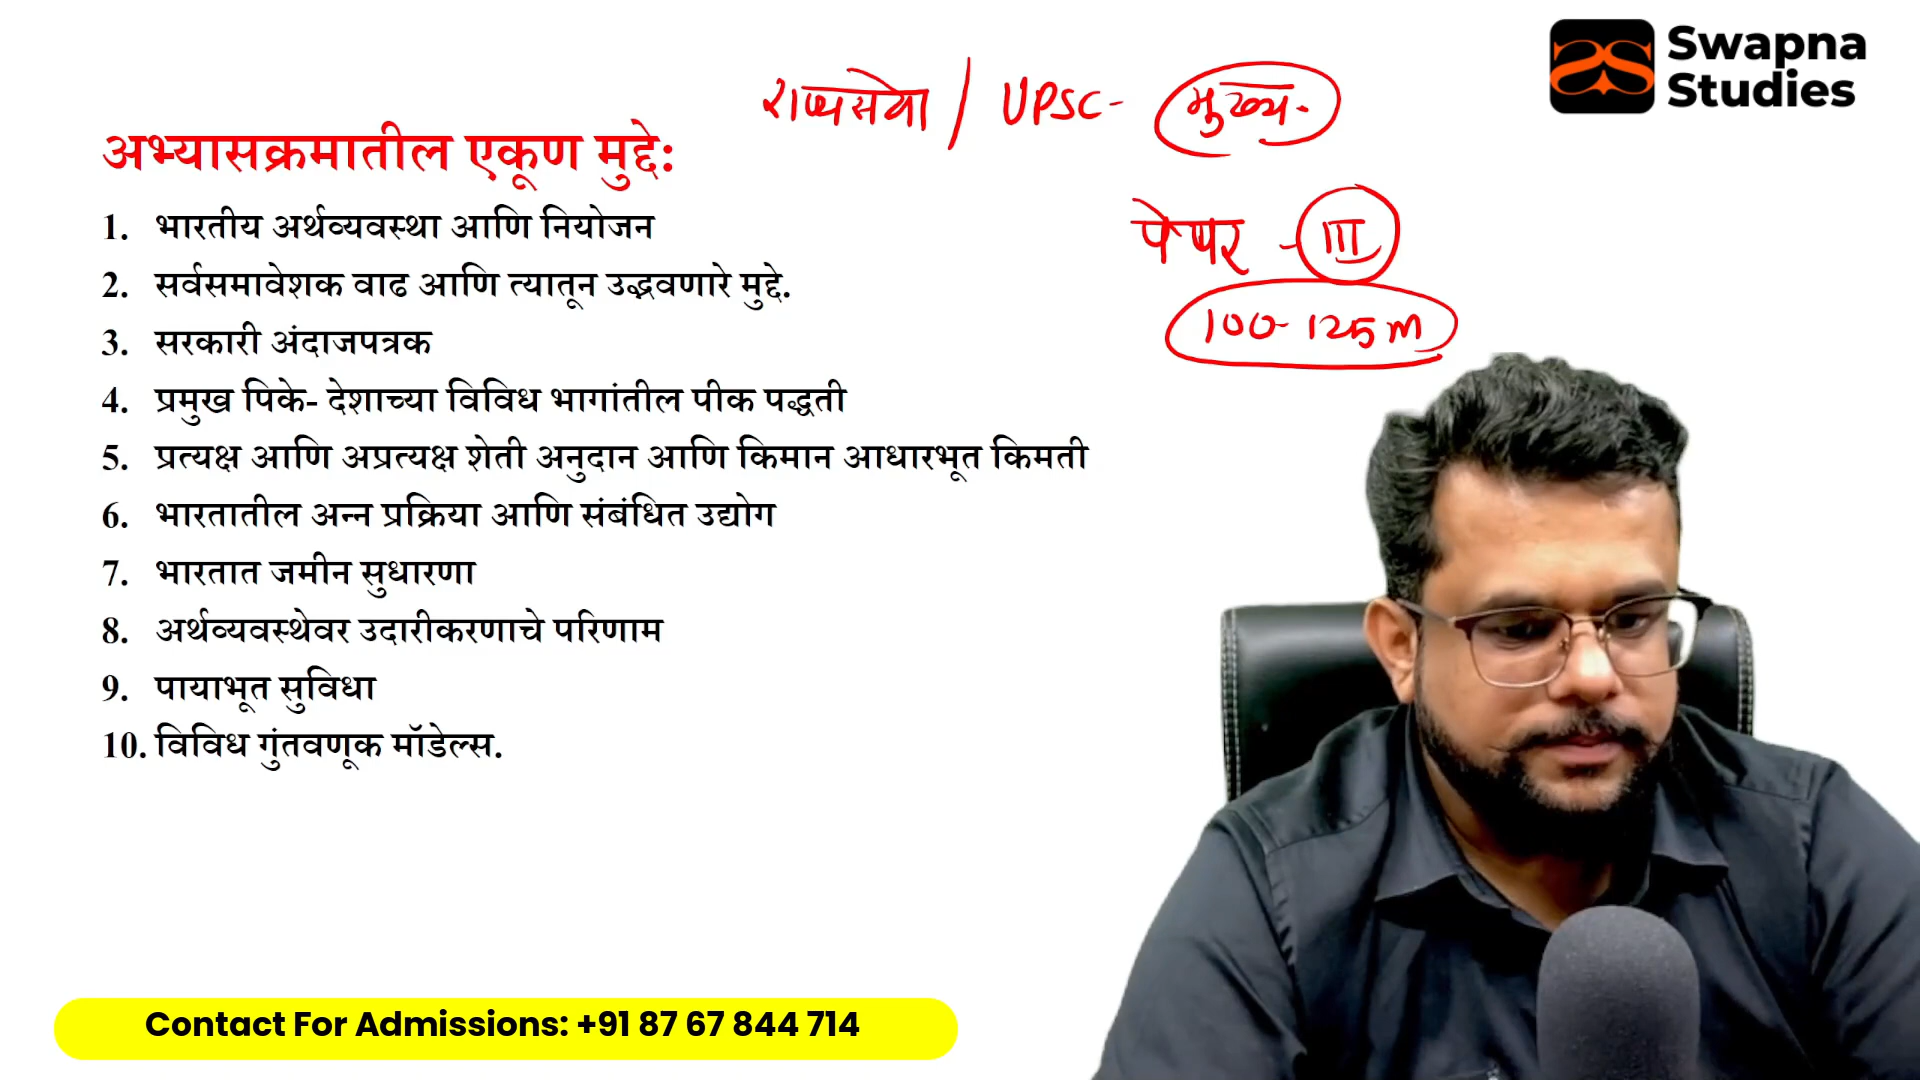 Swapna
Studies
राज्यसेवा / UPSC- मुख्य.
पेपर - III
100-125 m
अभ्यासक्रमातील एकूण मुद्दे:
1. भारतीय अर्थव्यवस्था आणि नियोजन
2. सर्वसमावेशक वाढ आणि त्यातून उद्भवणारे मुद्दे.
3. सरकारी अंदाजपत्रक
4. प्रमुख पिके- देशाच्या विविध भागांतील पीक पद्धती
5. प्रत्यक्ष आणि अप्रत्यक्ष शेती अनुदान आणि किमान आधारभूत किमती
6. भारतातील अन्न प्रक्रिया आणि संबंधित उद्योग
7. भारतात जमीन सुधारणा
8. अर्थव्यवस्थेवर उदारीकरणाचे परिणाम
9. पायाभूत सुविधा
10. विविध गुंतवणूक मॉडेल्स.
Contact For Admissions: +91 87 67 844 714